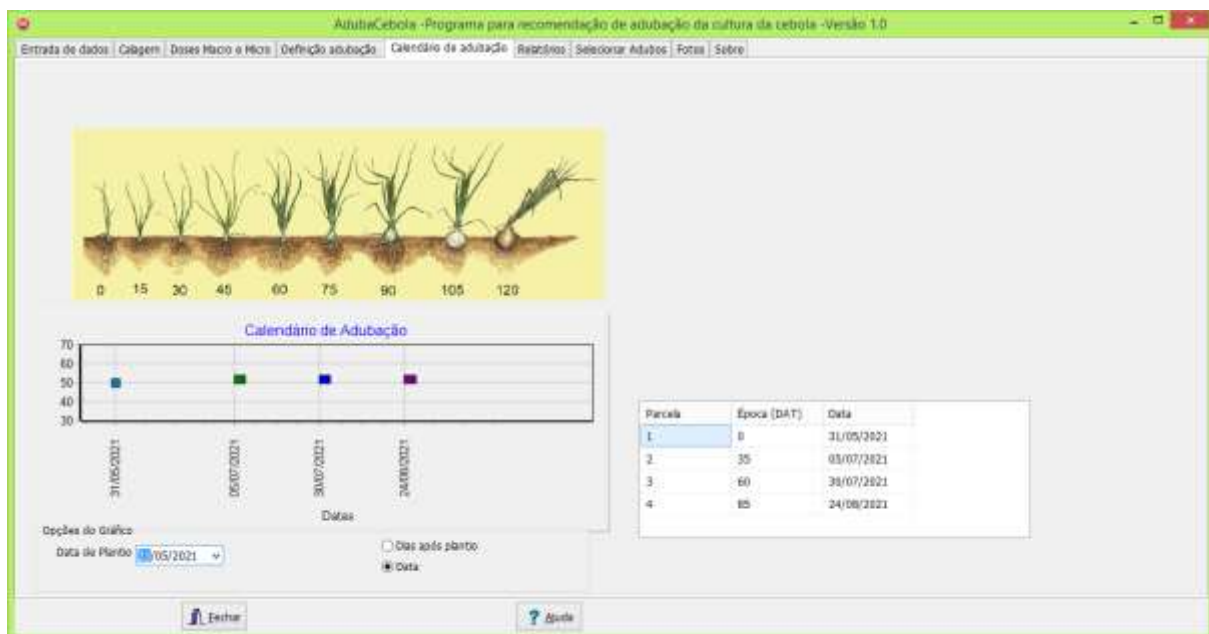 AdubaCebola -Programa para recomendação de adubação da cultura da cebola -Versão 1.0
Entrada de dados Calagem Doses Macro e Micro Definição adubação Calendário de adubação Relatórios Selecionar Adubos Fotos Sobre
0 15 30 45 60 75 90 105 120
Calendário de Adubação
70
60
50
40
30
31/05/2021
05/07/2021
30/07/2021
24/08/2021
Datas
Parcela Época (DAT) Data
1 0 31/05/2021
2 35 05/07/2021
3 60 30/07/2021
4 85 24/08/2021
Opções do Gráfico
Data de Plantio 31/05/2021
Dias após plantio
Data
Fechar
Ajuda